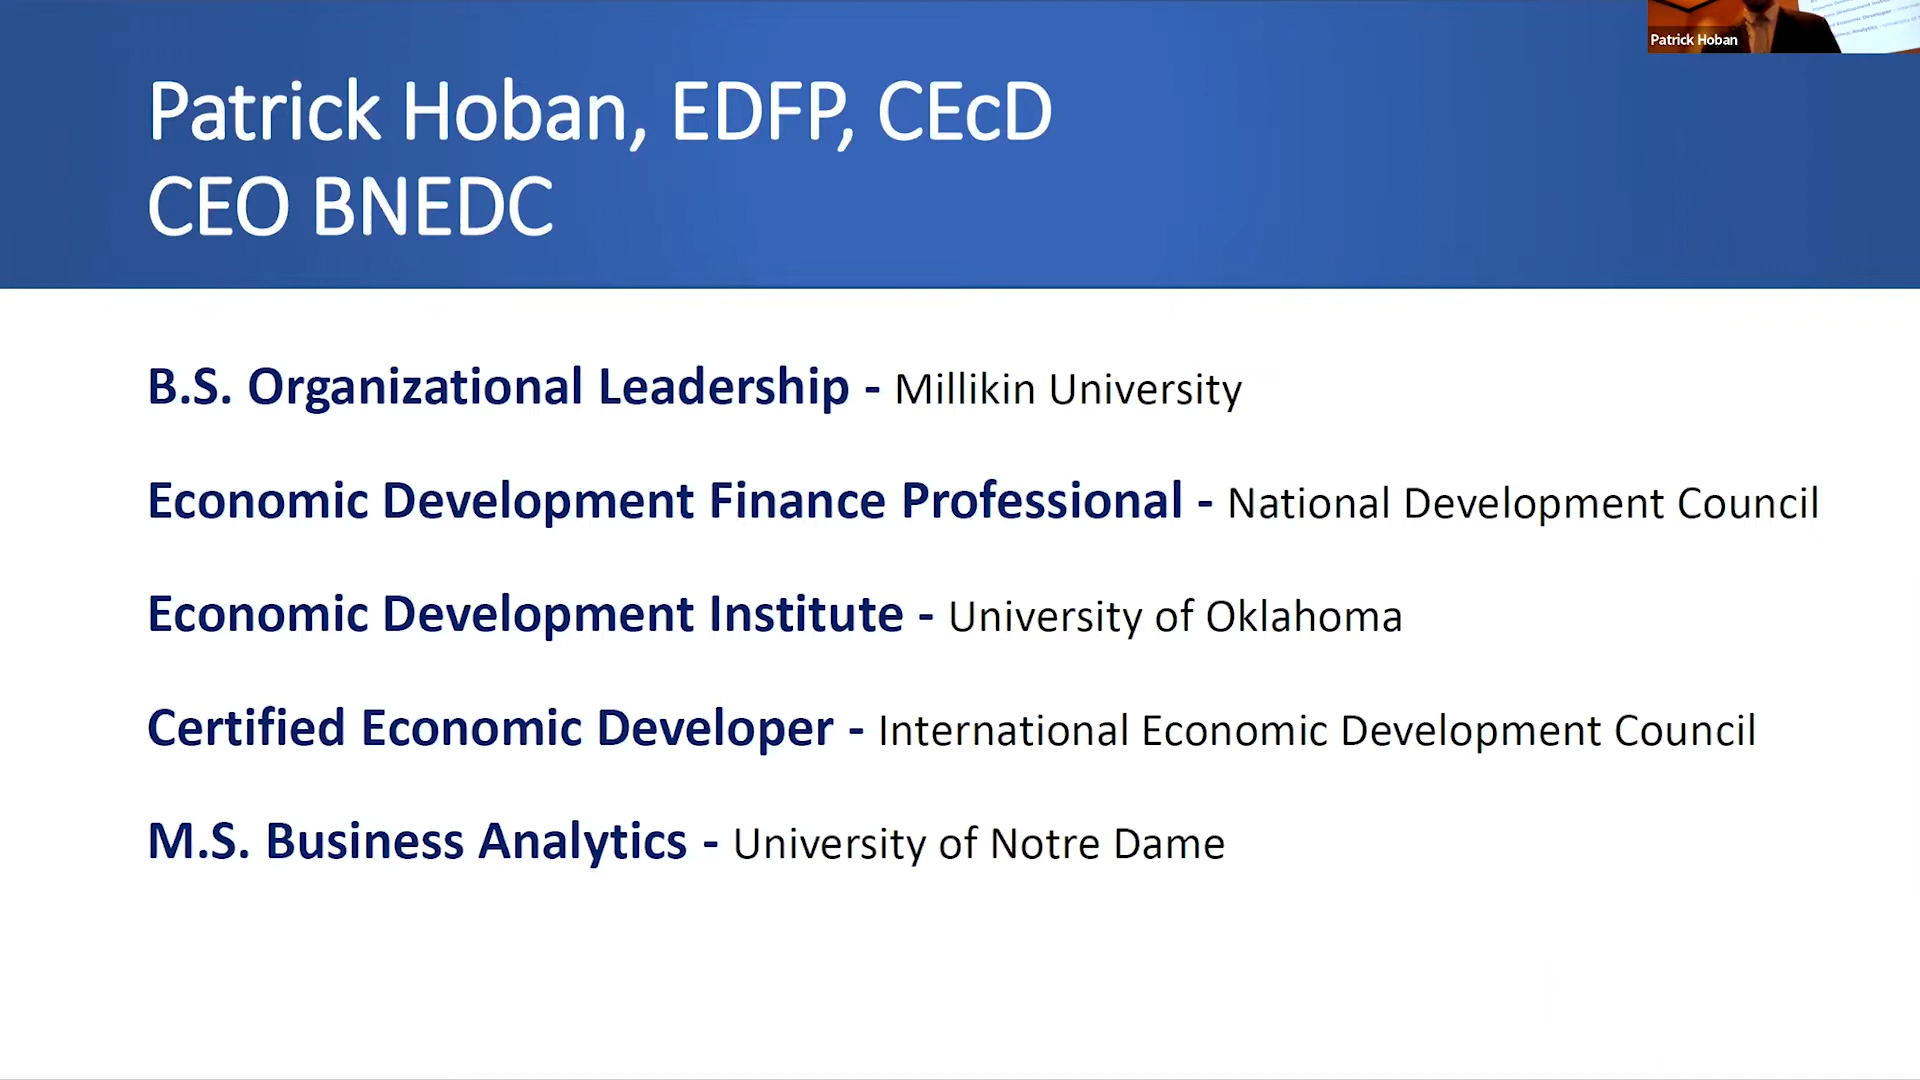 Patrick Hoban, EDFP, CEcD
CEO BNEDC
Patrick Hoban
B.S. Organizational Leadership - Millikin University
Economic Development Finance Professional - National Development Council
Economic Development Institute - University of Oklahoma
Certified Economic Developer - International Economic Development Council
M.S. Business Analytics - University of Notre Dame